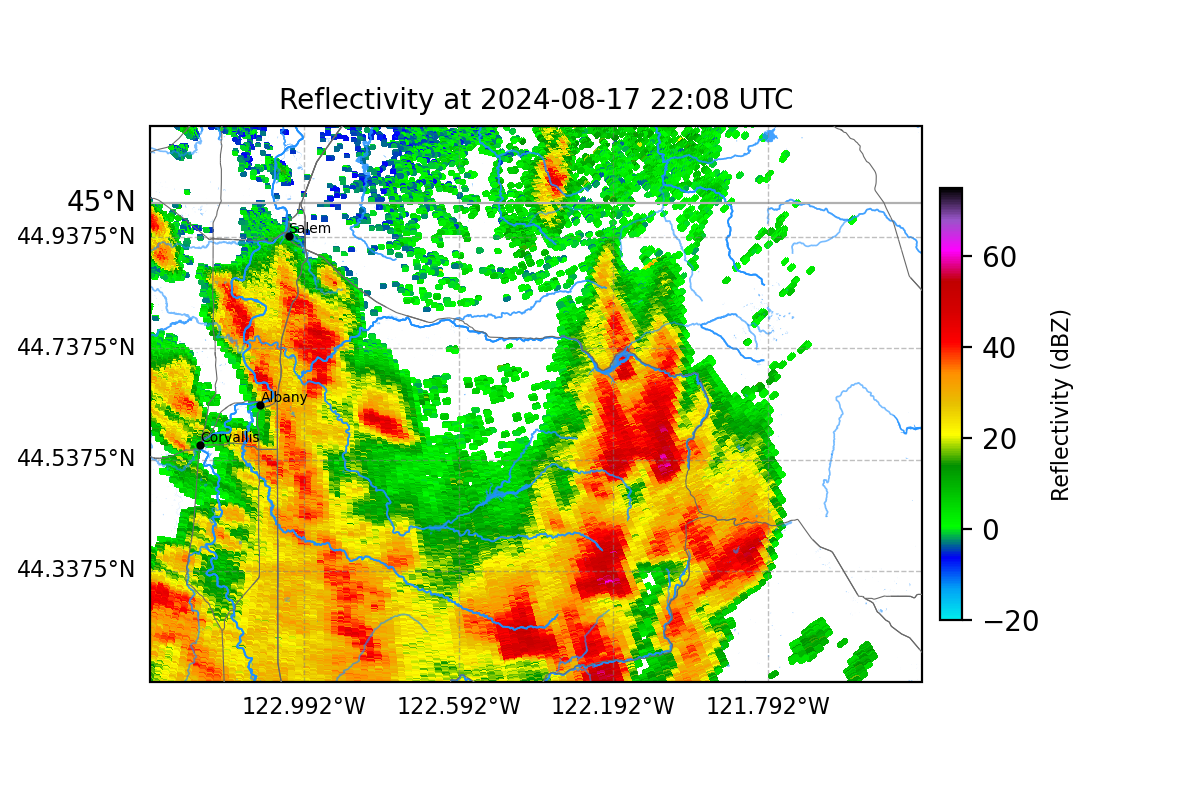 Reflectivity at 2024-08-17 22:08 UTC
45°N
44.9375°N
44.7375°N
44.5375°N
44.3375°N
Salem
Albany
Corvallis
122.992°W
122.592°W
122.192°W
121.792°W
60
40
20
0
−20
Reflectivity (dBZ)